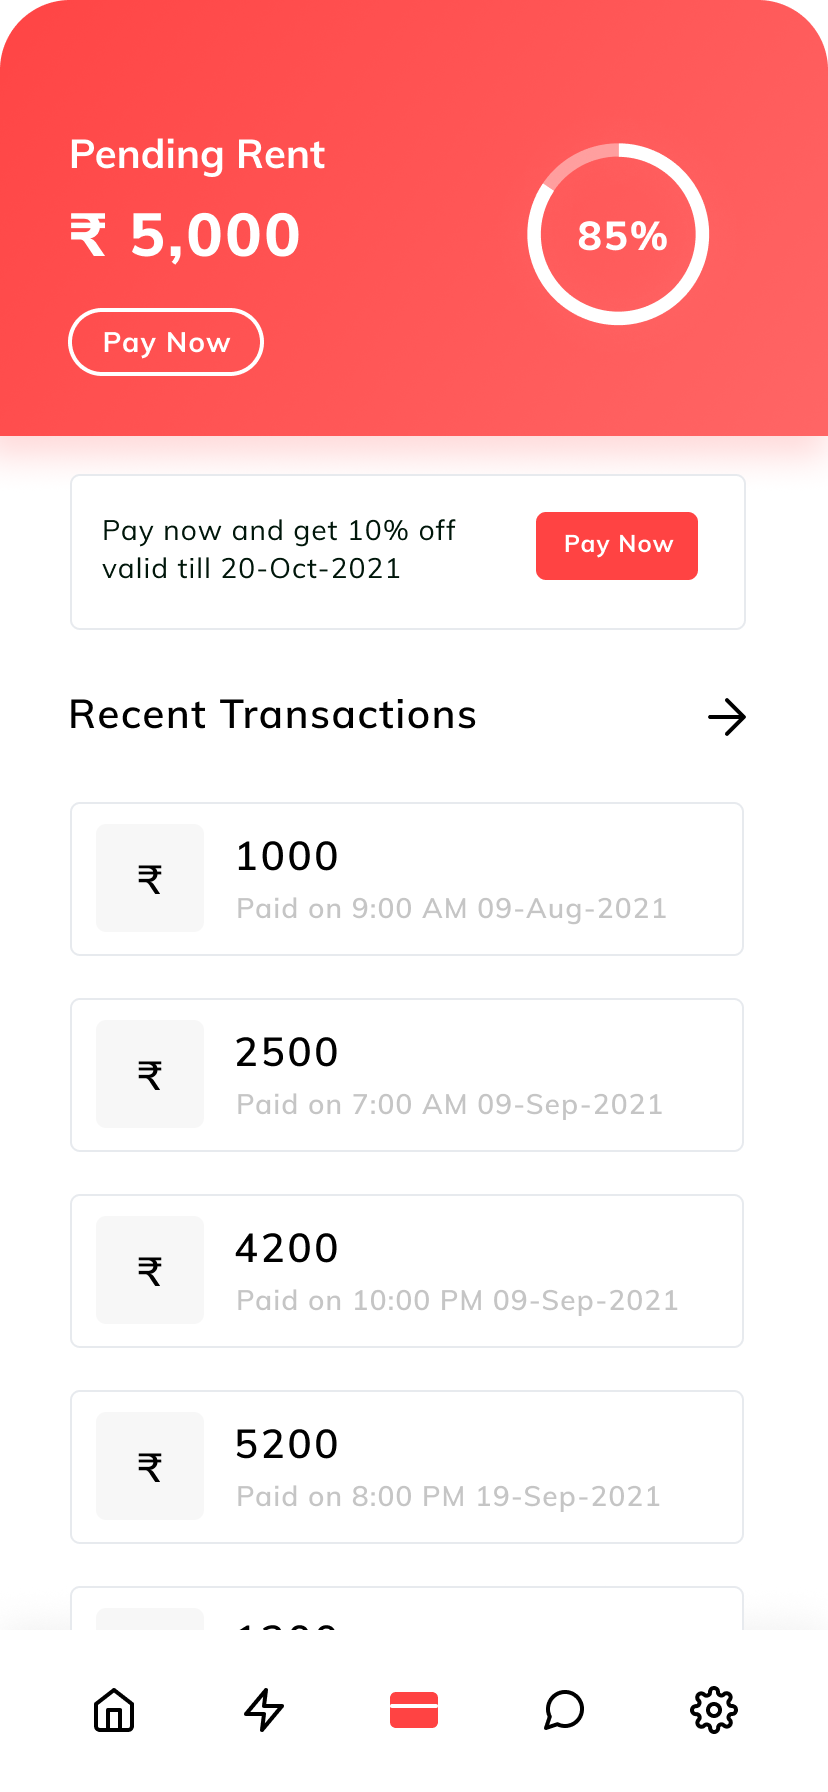 Pending Rent
₹ 5,000
85%
Pay Now
Pay now and get 10% off
valid till 20-Oct-2021
Pay Now
Recent Transactions
₹
1000
Paid on 9:00 AM 09-Aug-2021
₹
2500
Paid on 7:00 AM 09-Sep-2021
₹
4200
Paid on 10:00 PM 09-Sep-2021
₹
5200
Paid on 8:00 PM 19-Sep-2021